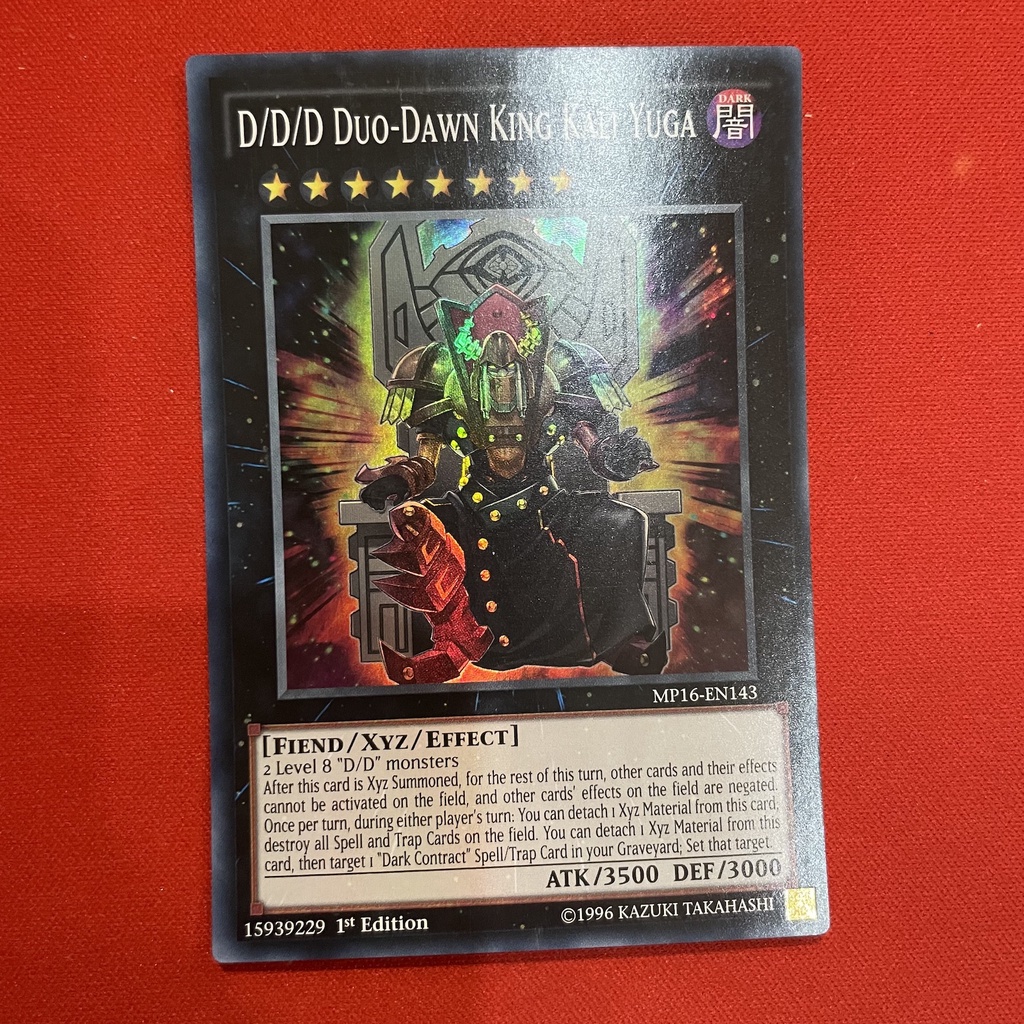 D/D/D DUO-DAWN KING KALI YUGA
DARK
闇
MP16-EN143
[FIEND/XYZ/EFFECT]
2 Level 8 "D/D" monsters
After this card is Xyz Summoned, for the rest of this turn, other cards and their effects
cannot be activated on the field, and other cards' effects on the field are negated.
Once per turn, during either player's turn: You can detach 1 Xyz Material from this card;
destroy all Spell and Trap Cards on the field. You can detach 1 Xyz Material from this
card, then target 1 "Dark Contract" Spell/Trap Card in your Graveyard; Set that target.
ATK/3500 DEF/3000
15939229 1st Edition
©1996 KAZUKI TAKAHASHI